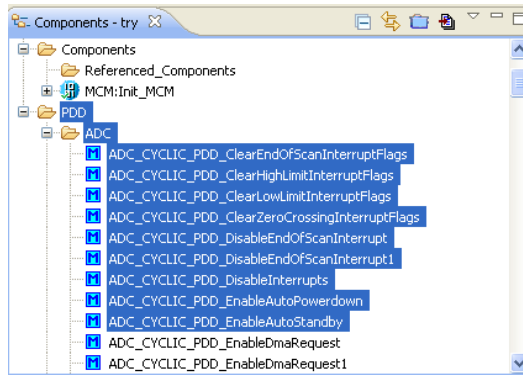 Components - try
Components
Referenced_Components
MCM:Init_MCM
PDD
ADC
ADC_CYCLIC_PDD_ClearEndOfScanInterruptFlags
ADC_CYCLIC_PDD_ClearHighLimitInterruptFlags
ADC_CYCLIC_PDD_ClearLowLimitInterruptFlags
ADC_CYCLIC_PDD_ClearZeroCrossingInterruptFlags
ADC_CYCLIC_PDD_DisableEndOfScanInterrupt
ADC_CYCLIC_PDD_DisableEndOfScanInterrupt1
ADC_CYCLIC_PDD_DisableInterrupts
ADC_CYCLIC_PDD_EnableAutoPowerdown
ADC_CYCLIC_PDD_EnableAutoStandby
ADC_CYCLIC_PDD_EnableDmaRequest
ADC_CYCLIC_PDD_EnableDmaRequest1